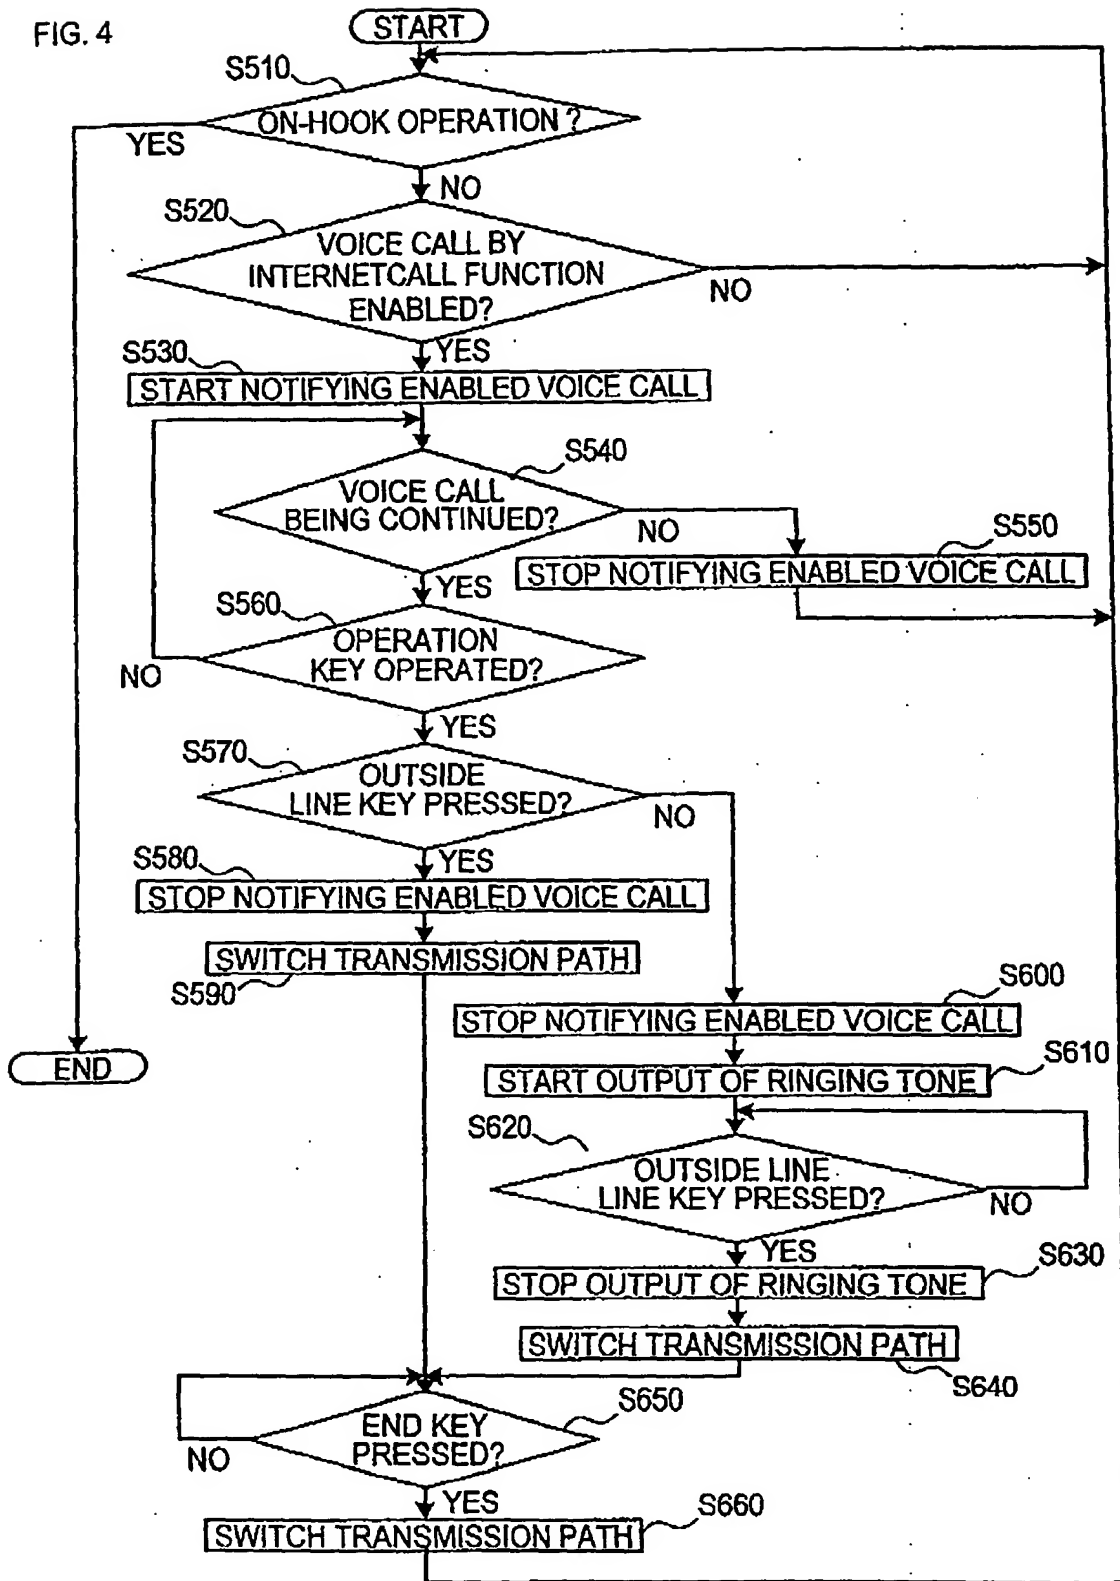 FIG. 4
START
S510
ON-HOOK OPERATION ?
YES
NO
S520
VOICE CALL BY
INTERNETCALL FUNCTION
ENABLED?
NO
YES
S530
START NOTIFYING ENABLED VOICE CALL
S540
VOICE CALL
BEING CONTINUED?
NO
S550
STOP NOTIFYING ENABLED VOICE CALL
YES
S560
OPERATION
KEY OPERATED?
NO
YES
S570
OUTSIDE
LINE KEY PRESSED?
NO
YES
S580
STOP NOTIFYING ENABLED VOICE CALL
SWITCH TRANSMISSION PATH
S590
S600
STOP NOTIFYING ENABLED VOICE CALL
END
S610
START OUTPUT OF RINGING TONE
S620
OUTSIDE LINE
LINE KEY PRESSED?
NO
YES
S630
STOP OUTPUT OF RINGING TONE
SWITCH TRANSMISSION PATH
S640
S650
END KEY
PRESSED?
NO
YES
S660
SWITCH TRANSMISSION PATH